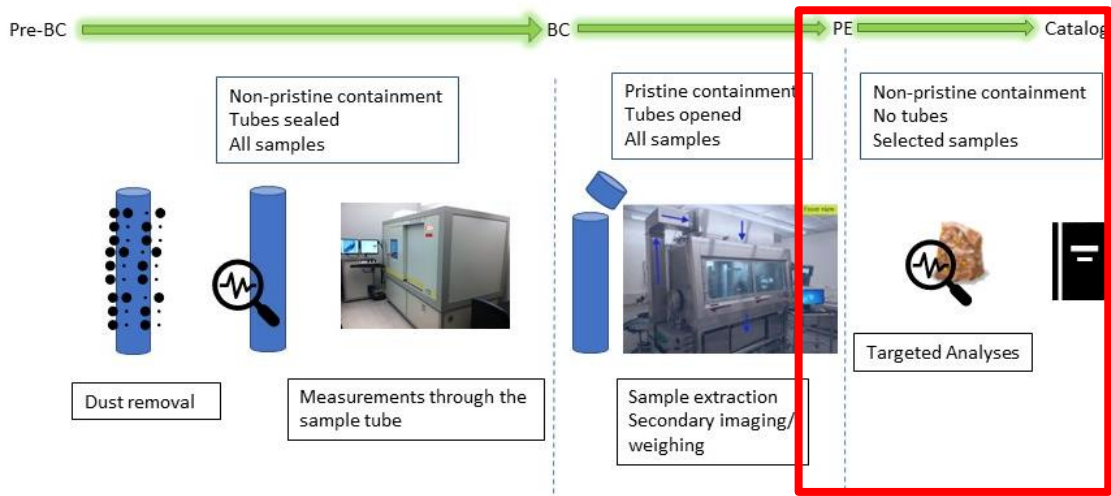 Pre-BC
BC
PE
Catalog
Non-pristine containment
Tubes sealed
All samples
Pristine containment
Tubes opened
All samples
Non-pristine containment
No tubes
Selected samples
Dust removal
Measurements through the
sample tube
Sample extraction
Secondary imaging/
weighing
Targeted Analyses